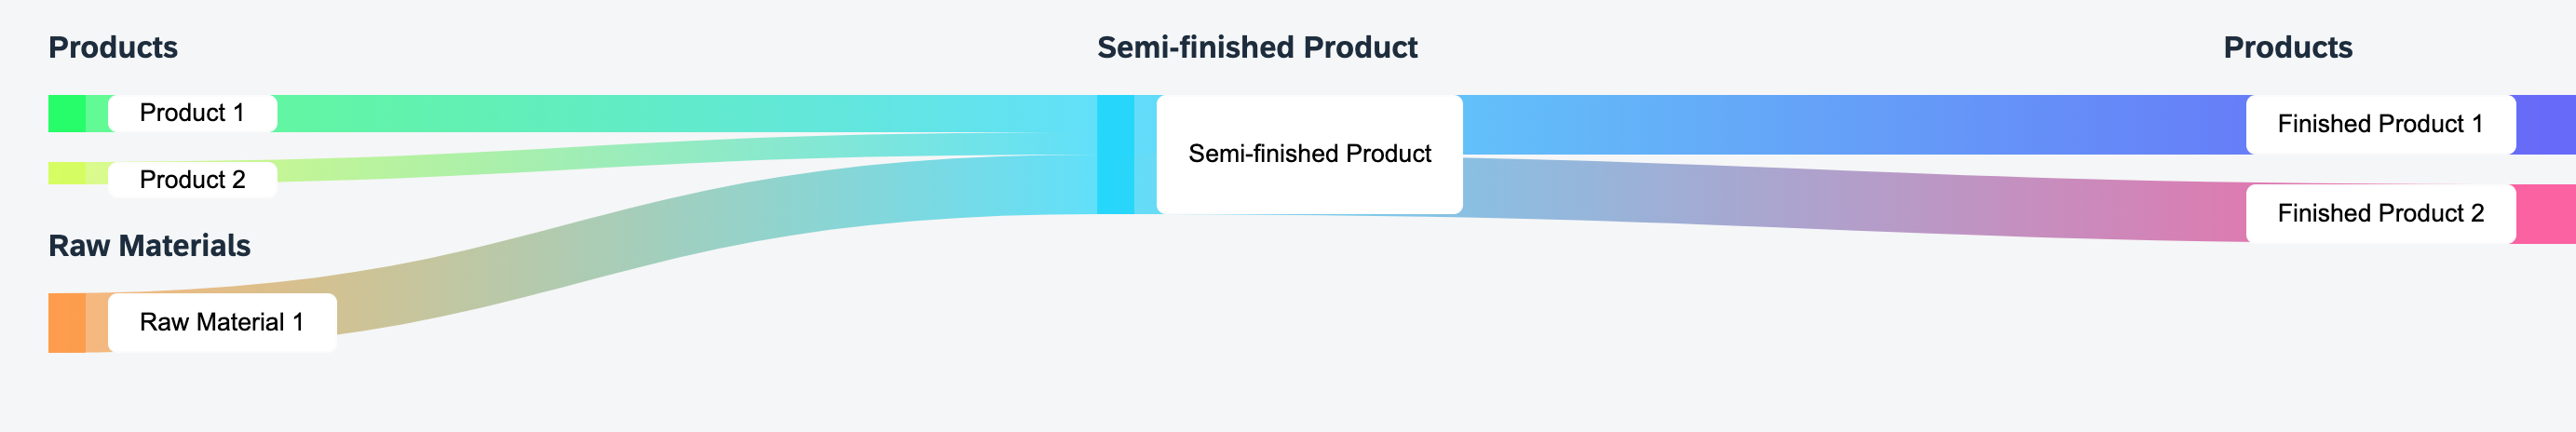 Products
Semi-finished Product
Products
Product 1
Product 2
Semi-finished Product
Finished Product 1
Finished Product 2
Raw Materials
Raw Material 1